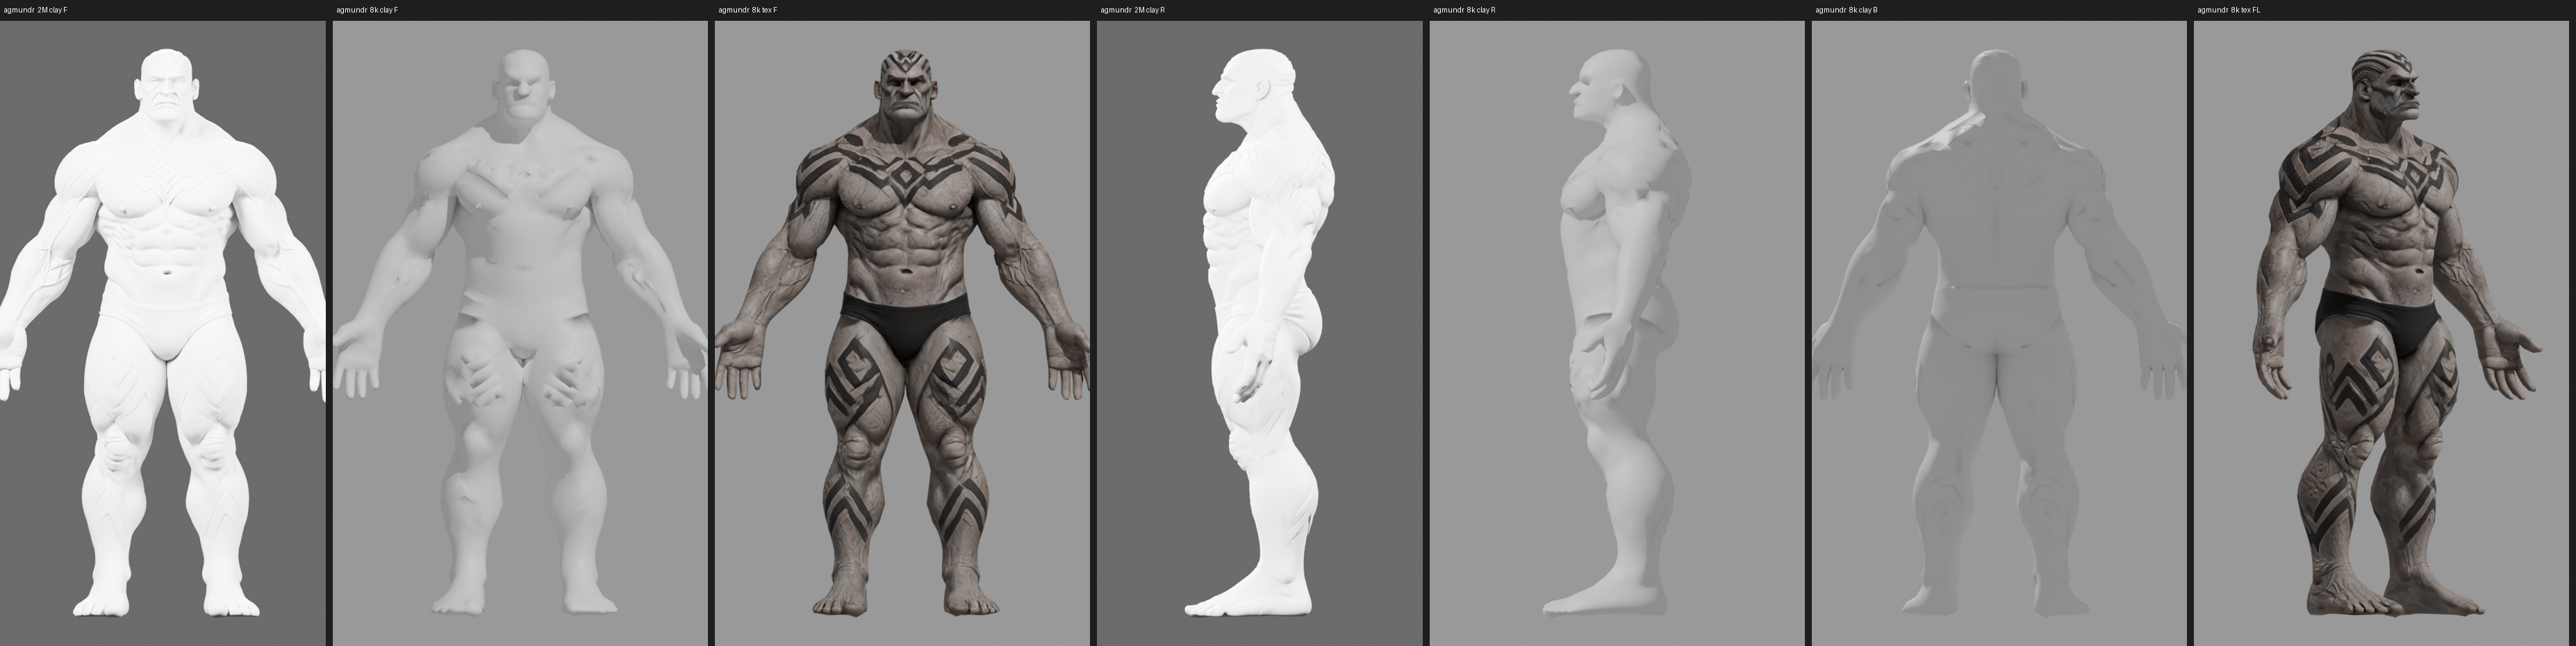 agmundr 2M clay F
agmundr 8k clay F
agmundr 8k tex F
agmundr 2M clay R
agmundr 8k clay R
agmundr 8k clay B
agmundr 8k tex FL